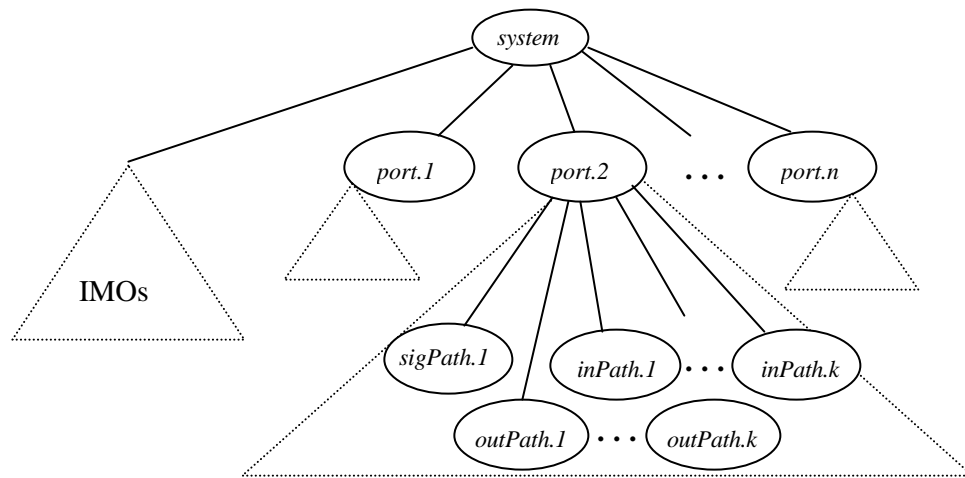 system
port.1 port.2 ... port.n
IMOs
sigPath.1 inPath.1 ... inPath.k
outPath.1 ... outPath.k